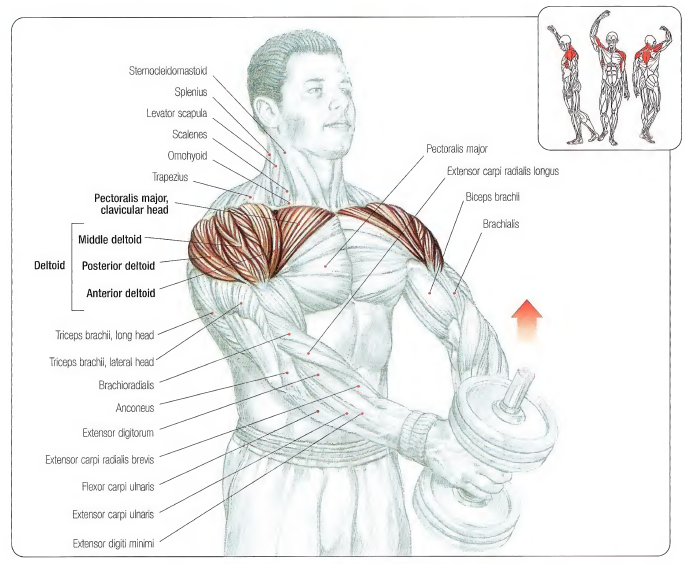 Sternocleidomastoid
Splenius
Levator scapula
Scalenes
Omohyoid
Trapezius
Pectoralis major,
clavicular head
Middle deltoid
Deltoid
Posterior deltoid
Anterior deltoid
Triceps brachii, long head
Triceps brachii, lateral head
Brachioradialis
Anconeus
Extensor digitorum
Extensor carpi radialis brevis
Flexor carpi ulnaris
Extensor carpi ulnaris
Extensor digiti minimi
Pectoralis major
Extensor carpi radialis longus
Biceps brachii
Brachialis